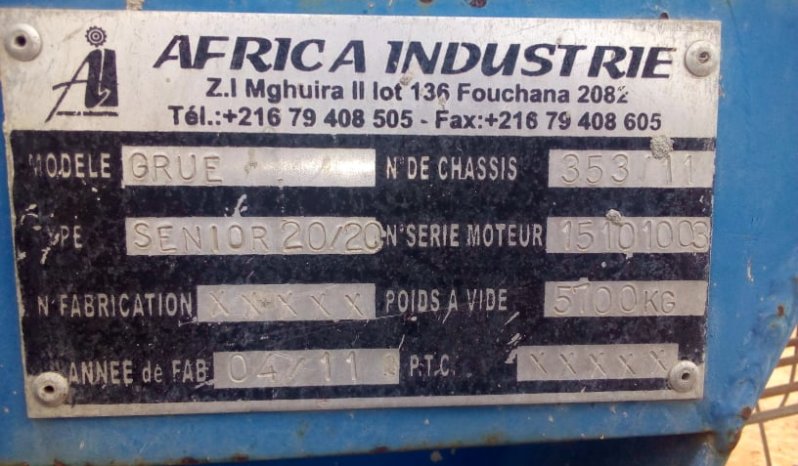 AFRICA INDUSTRIE
Z.I Mghuira II lot 136 Fouchana 2082
Tél.:+216 79 408 505 - Fax:+216 79 408 605
MODELE GRUE N° DE CHASSIS 353/11
TYPE SENIOR 20/20 N° SERIE MOTEUR 15101003
N° FABRICATION XXXXX POIDS A VIDE 5700KG
ANNEE de FAB 04/11 P.T.C. XXXXX